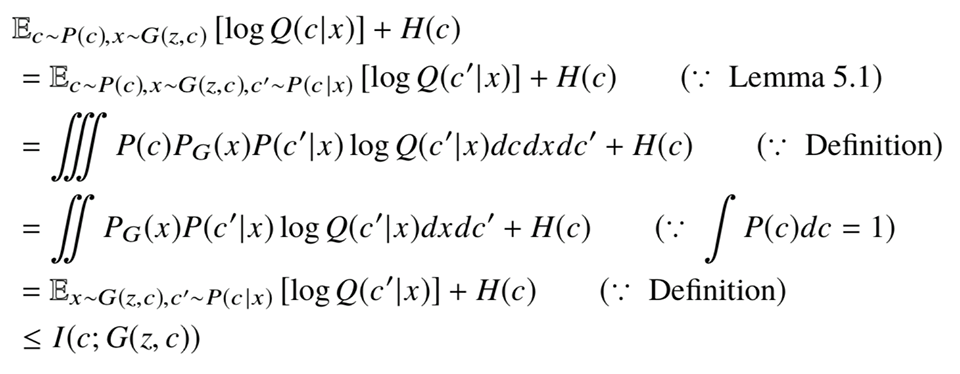 𝔼_{c∼P(c),x∼G(z,c)} [log Q(c|x)] + H(c)
= 𝔼_{c∼P(c),x∼G(z,c),c′∼P(c|x)} [log Q(c′|x)] + H(c) (∵ Lemma 5.1)
= ∭ P(c)P_G(x)P(c′|x) log Q(c′|x)dcdxdc′ + H(c) (∵ Definition)
= ∬ P_G(x)P(c′|x) log Q(c′|x)dxdc′ + H(c) (∵ ∫ P(c)dc = 1)
= 𝔼_{x∼G(z,c),c′∼P(c|x)} [log Q(c′|x)] + H(c) (∵ Definition)
≤ I(c; G(z, c))